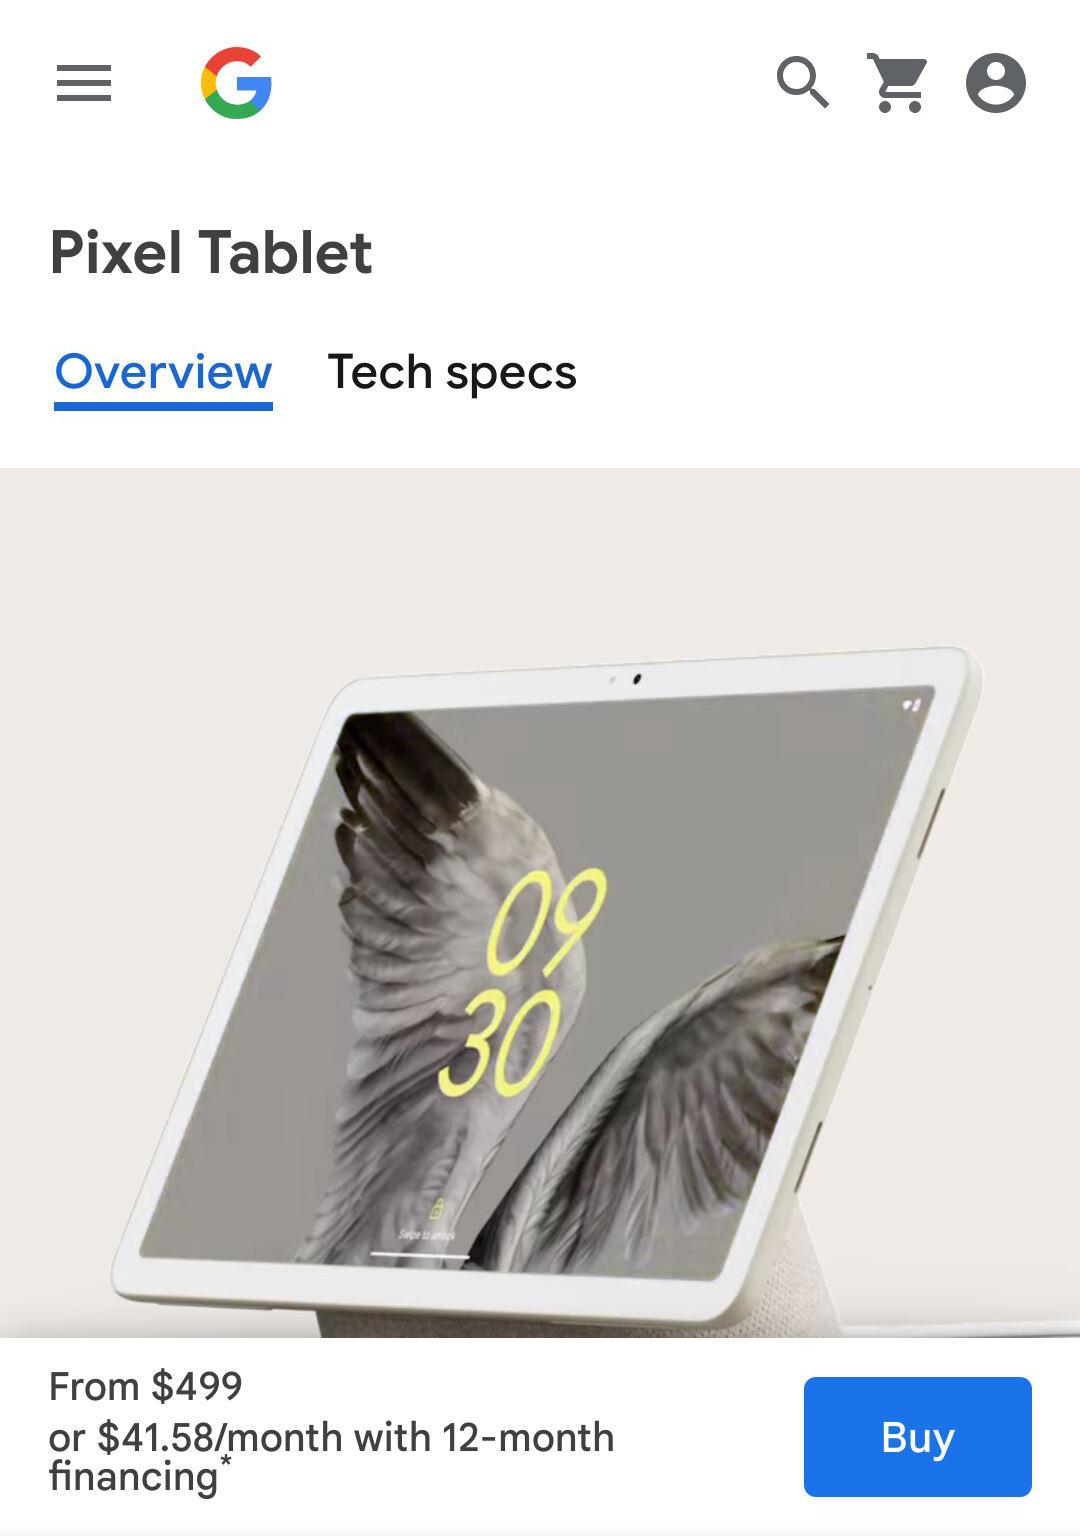 Pixel Tablet
Overview Tech specs
09
30
Swipe to unlock
From $499
or $41.58/month with 12-month
financing*
Buy